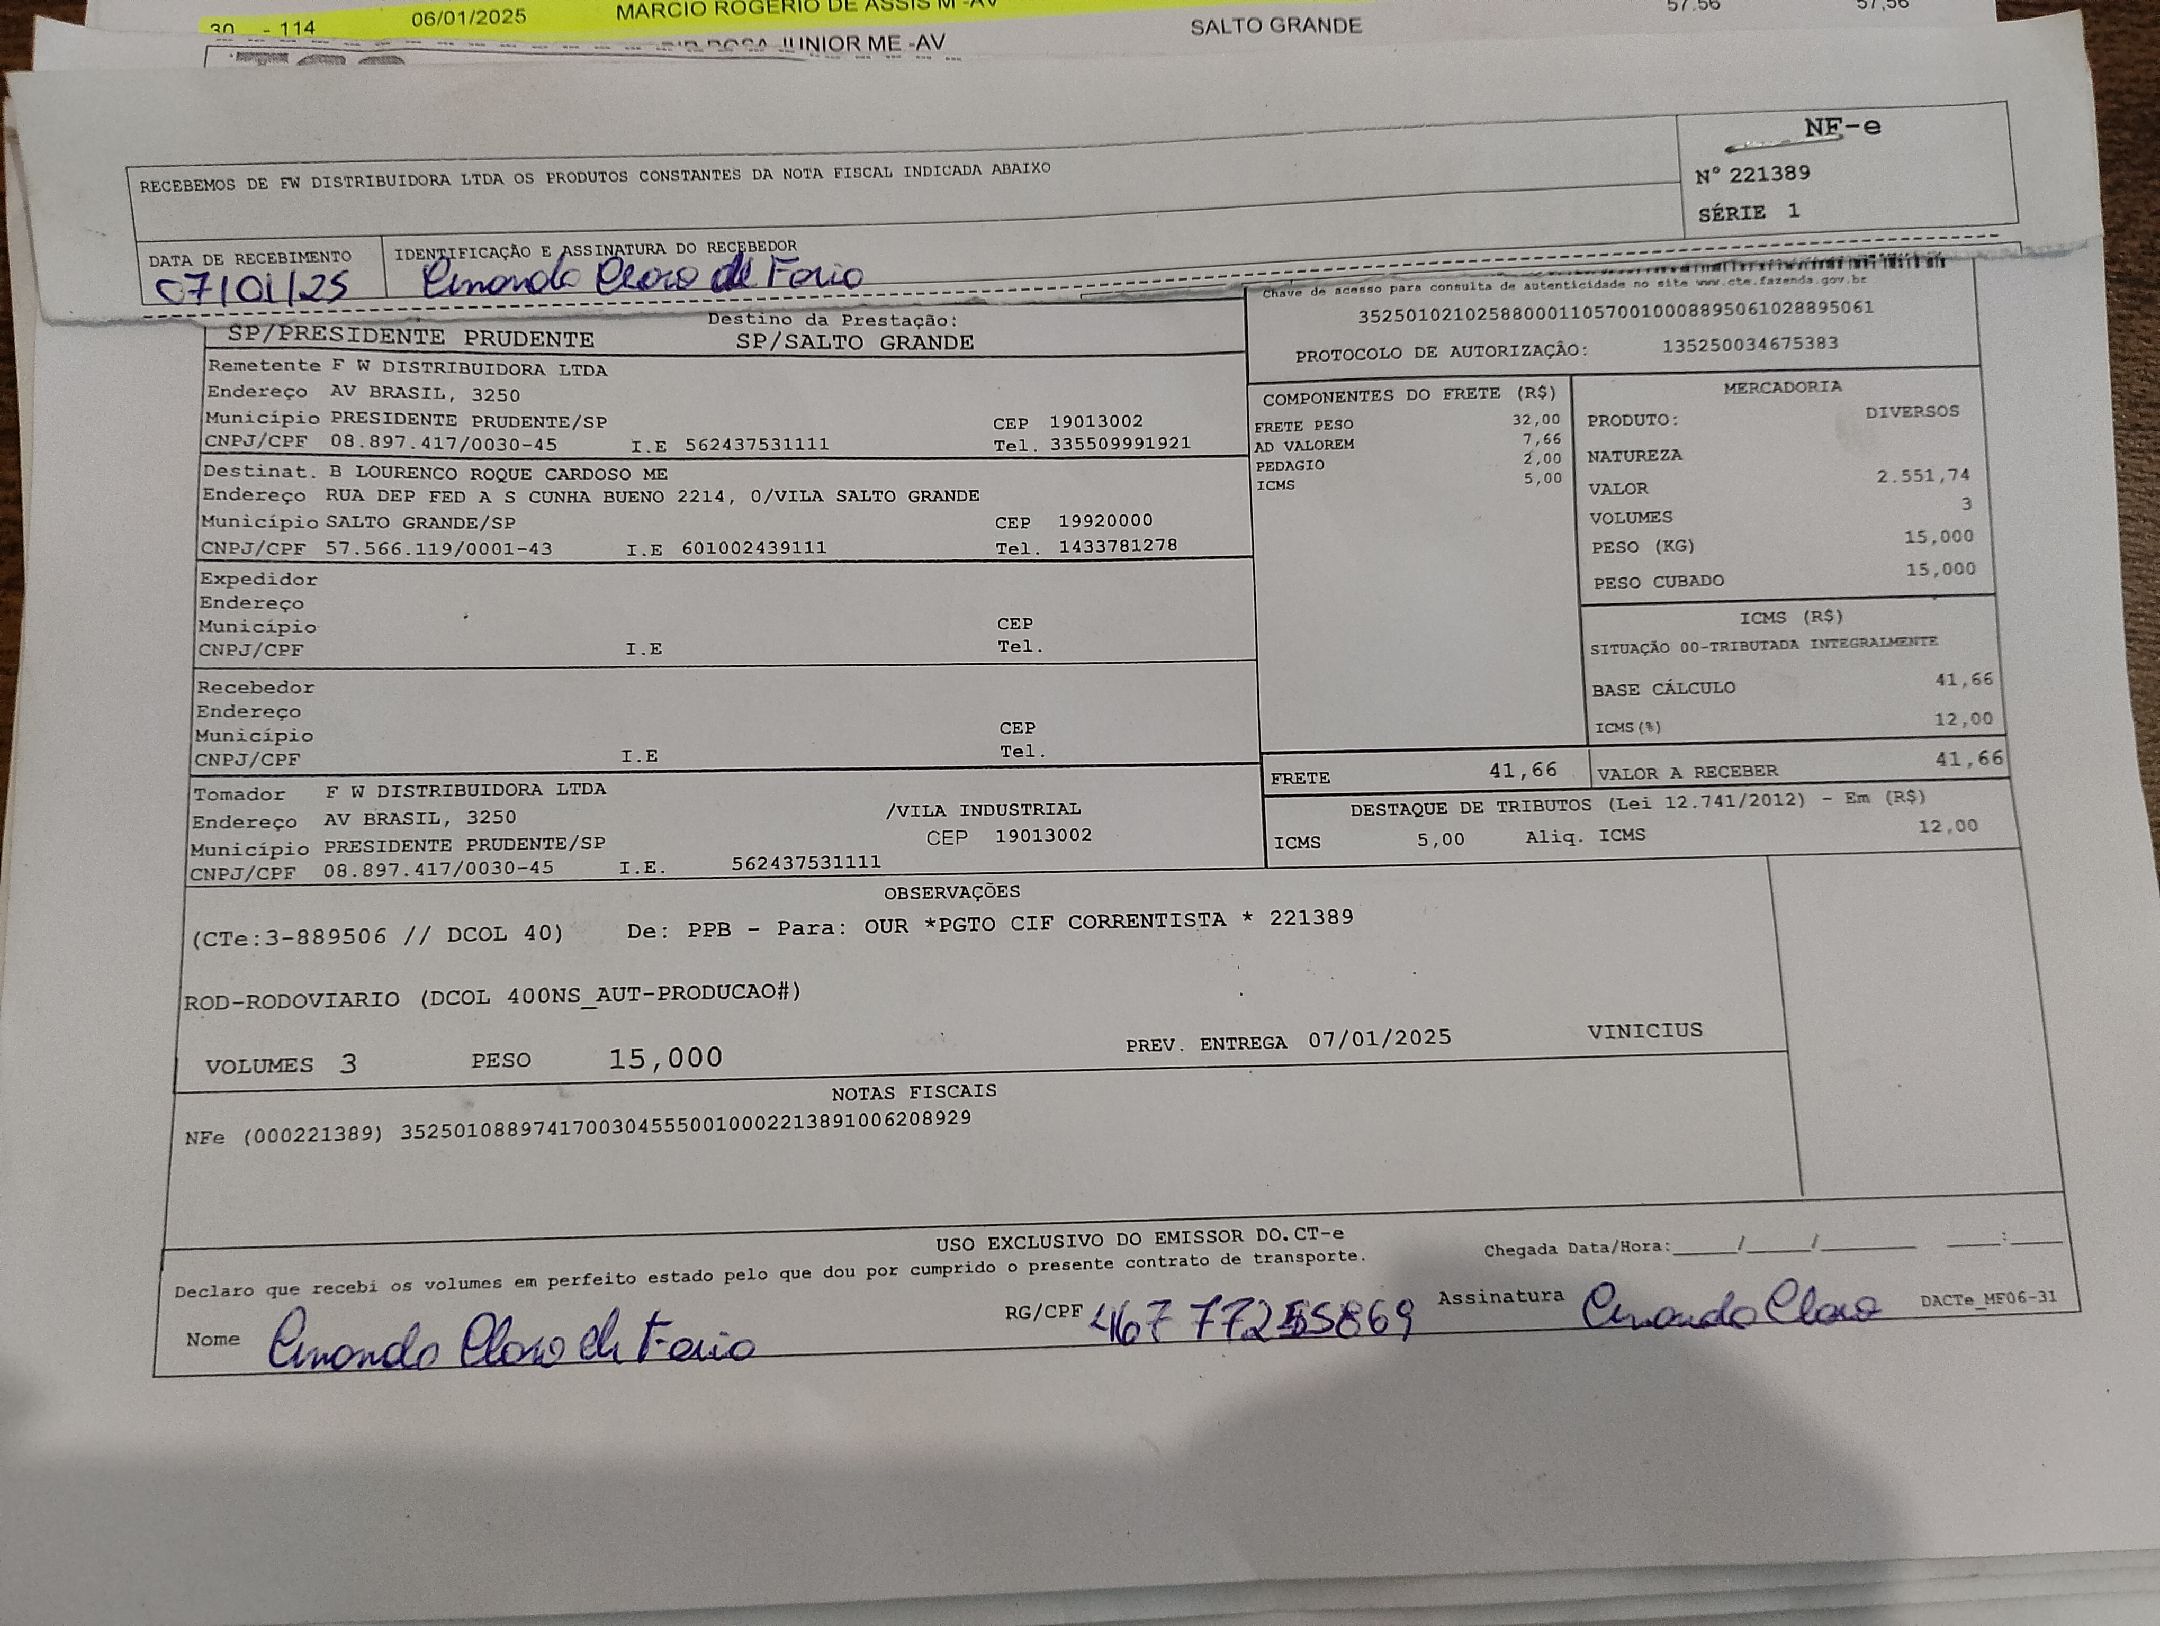 30 - 114 06/01/2025 MARCIO ROGERIO DE ASSIS M -AV 57.56 57,56
JUNIOR ME -AV SALTO GRANDE
RECEBEMOS DE FW DISTRIBUIDORA LTDA OS PRODUTOS CONSTANTES DA NOTA FISCAL INDICADA ABAIXO
NF-e
N° 221389
SÉRIE 1
DATA DE RECEBIMENTO IDENTIFICAÇÃO E ASSINATURA DO RECEBEDOR
07/01/25
Chave de acesso para consulta de autenticidade no site www.cte.fazenda.gov.br
35250102102588000110570010008895061028895061
PROTOCOLO DE AUTORIZAÇÃO: 135250034675383
Destino da Prestação:
SP/PRESIDENTE PRUDENTE SP/SALTO GRANDE
Remetente F W DISTRIBUIDORA LTDA
Endereço AV BRASIL, 3250
Município PRESIDENTE PRUDENTE/SP CEP 19013002
CNPJ/CPF 08.897.417/0030-45 I.E 562437531111 Tel. 335509991921
Destinat. B LOURENCO ROQUE CARDOSO ME
Endereço RUA DEP FED A S CUNHA BUENO 2214, 0/VILA SALTO GRANDE
Município SALTO GRANDE/SP CEP 19920000
CNPJ/CPF 57.566.119/0001-43 I.E 601002439111 Tel. 1433781278
Expedidor
Endereço
Município CEP
CNPJ/CPF I.E Tel.
Recebedor
Endereço
Município CEP
CNPJ/CPF I.E Tel.
Tomador F W DISTRIBUIDORA LTDA
Endereço AV BRASIL, 3250 /VILA INDUSTRIAL
Município PRESIDENTE PRUDENTE/SP CEP 19013002
CNPJ/CPF 08.897.417/0030-45 I.E. 562437531111
COMPONENTES DO FRETE (R$)
FRETE PESO 32,00
AD VALOREM 7,66
PEDAGIO 2,00
ICMS 5,00
MERCADORIA
PRODUTO: DIVERSOS
NATUREZA
VALOR 2.551,74
VOLUMES 3
PESO (KG) 15,000
PESO CUBADO 15,000
ICMS (R$)
SITUAÇÃO 00-TRIBUTADA INTEGRALMENTE
BASE CÁLCULO 41,66
ICMS(%) 12,00
FRETE 41,66 VALOR A RECEBER 41,66
DESTAQUE DE TRIBUTOS (Lei 12.741/2012) - Em (R$)
ICMS 5,00 Aliq. ICMS 12,00
OBSERVAÇÕES
(CTe:3-889506 // DCOL 40) De: PPB - Para: OUR *PGTO CIF CORRENTISTA * 221389
ROD-RODOVIARIO (DCOL 400NS_AUT-PRODUCAO#)
VOLUMES 3 PESO 15,000 PREV. ENTREGA 07/01/2025 VINICIUS
NOTAS FISCAIS
NFe (000221389) 35250108897417003045550010002213891006208929
USO EXCLUSIVO DO EMISSOR DO.CT-e
Declaro que recebi os volumes em perfeito estado pelo que dou por cumprido o presente contrato de transporte. Chegada Data/Hora:_____/_____/_______ ____:____
Nome RG/CPF Assinatura DACTe_MF06-31